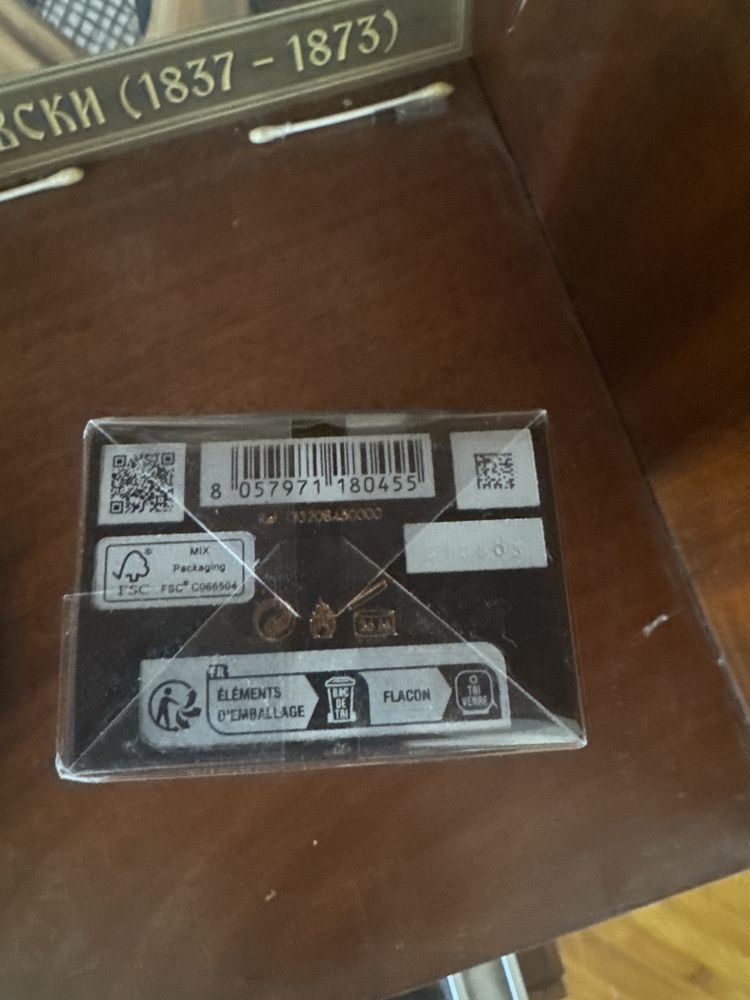 ВСКИ (1837 – 1873)
8 057971 180455
MIX
Packaging
FSC
FSC® C066504
FR
ÉLÉMENTS
D'EMBALLAGE
BAC
DE
TRI
FLACON
TRI
VERRE